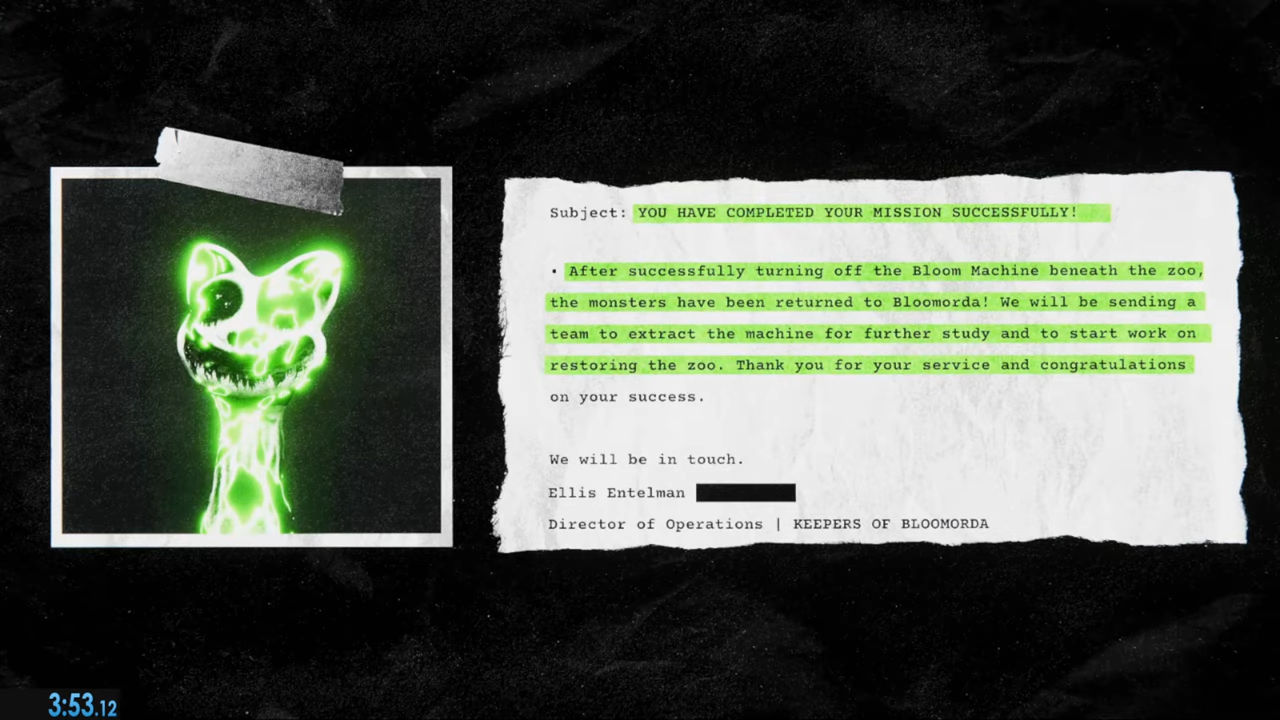 Subject: YOU HAVE COMPLETED YOUR MISSION SUCCESSFULLY!
· After successfully turning off the Bloom Machine beneath the zoo,
the monsters have been returned to Bloomorda! We will be sending a
team to extract the machine for further study and to start work on
restoring the zoo. Thank you for your service and congratulations
on your success.
We will be in touch.
Ellis Entelman
Director of Operations | KEEPERS OF BLOOMORDA
3:53.12